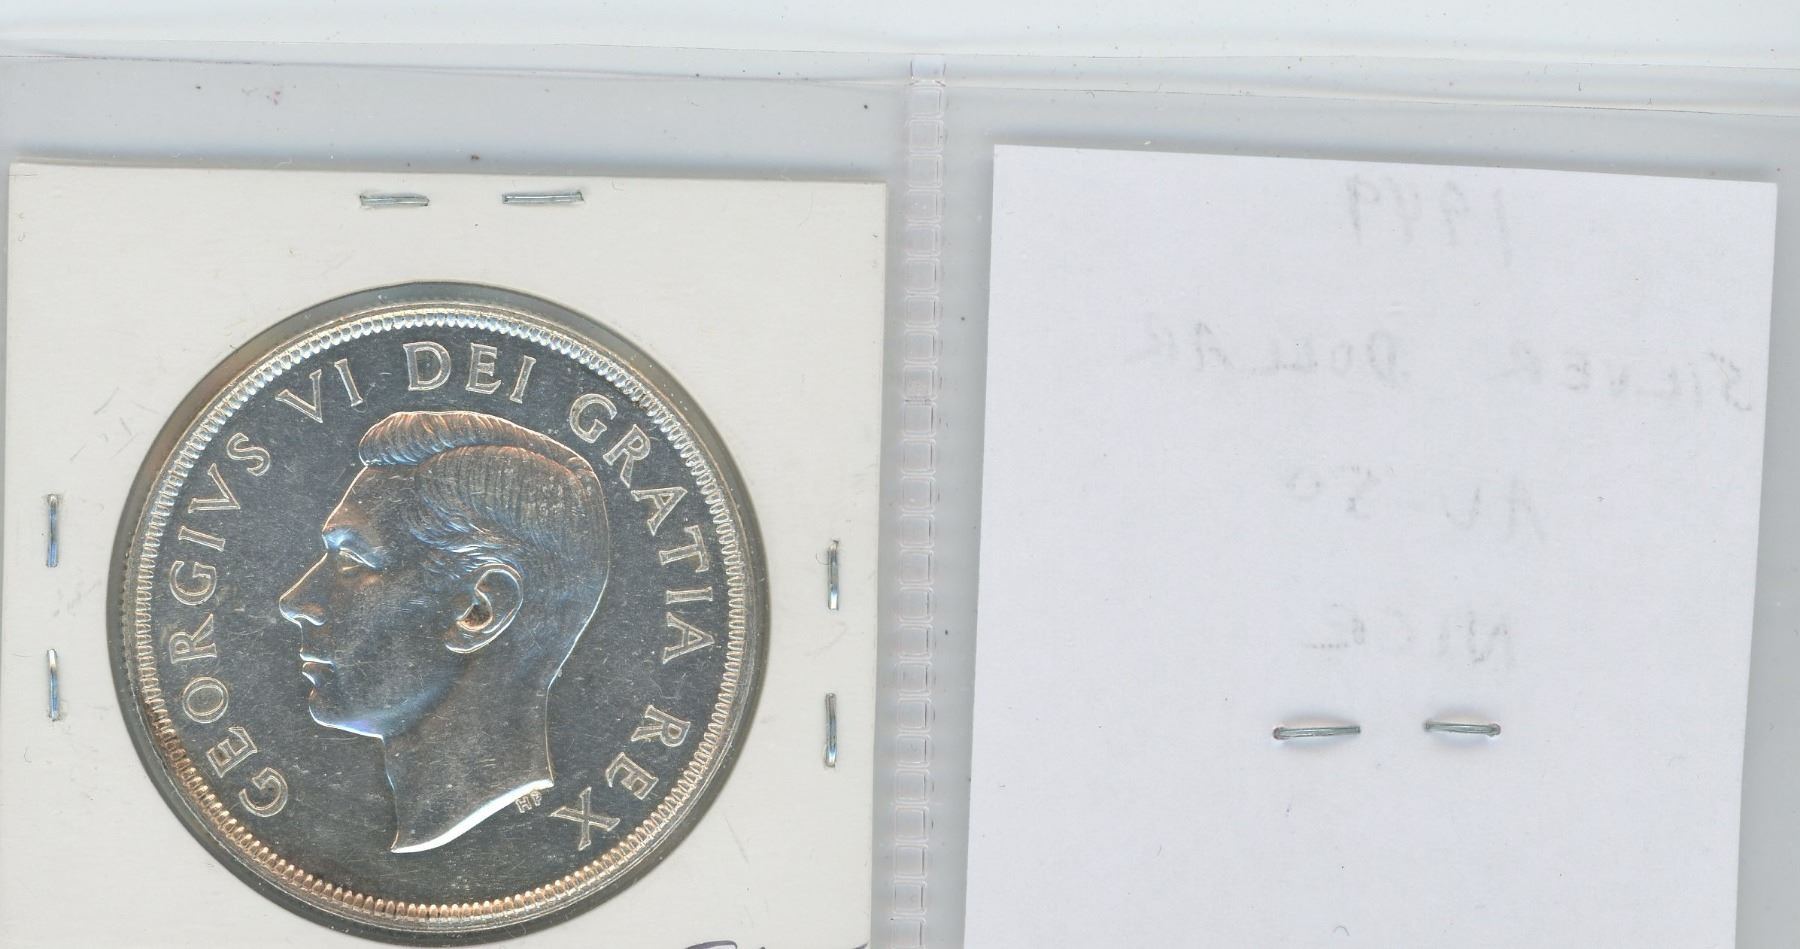 GEORGIVS VI DEI GRATIA REX
HP
1949
SILVER DOLLAR
AU 50
NICE